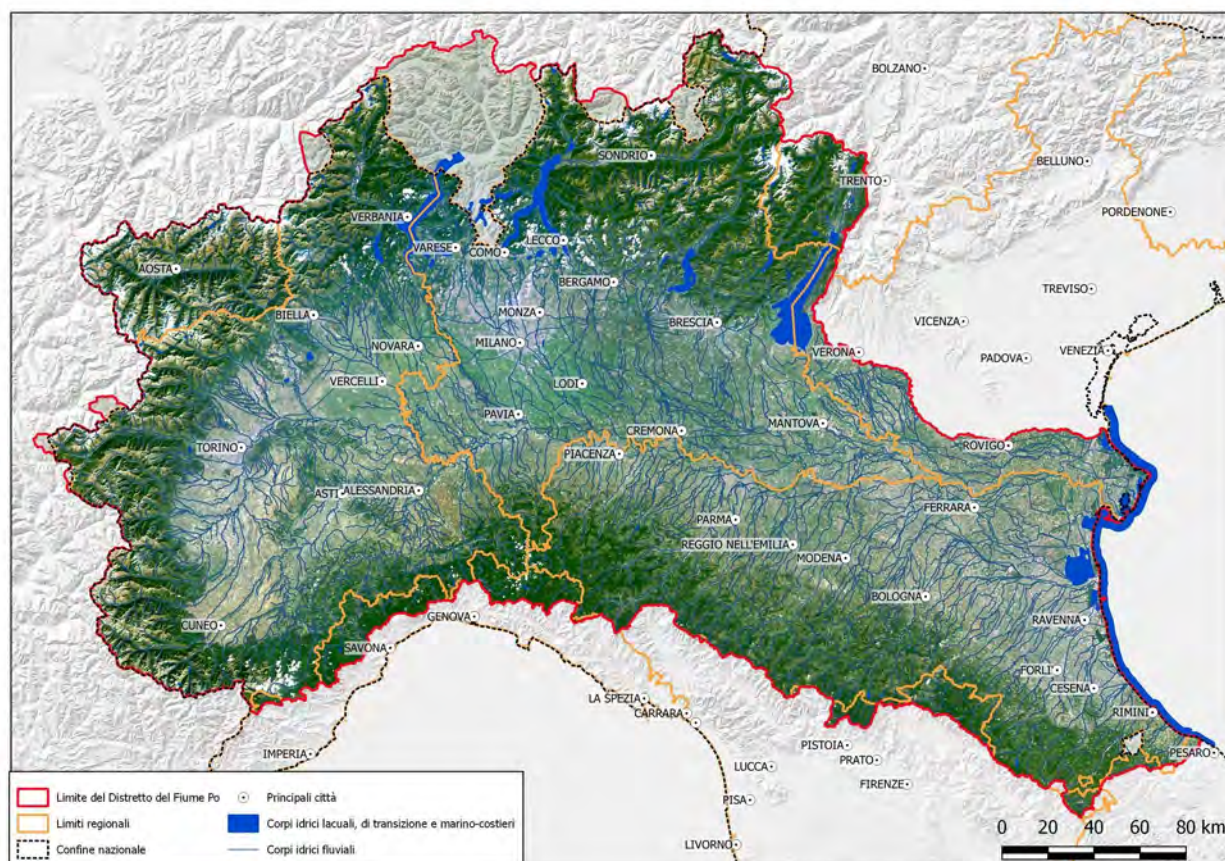 BOLZANO
BELLUNO
SONDRIO
TRENTO
PORDENONE
VERBANIA
VARESE
COMO
LECCO
AOSTA
BERGAMO
TREVISO
BIELLA
MONZA
BRESCIA
VICENZA
NOVARA
MILANO
VERONA
PADOVA
VENEZIA
VERCELLI
LODI
PAVIA
MANTOVA
CREMONA
TORINO
PIACENZA
ROVIGO
ASTI
ALESSANDRIA
FERRARA
PARMA
REGGIO NELL'EMILIA
MODENA
BOLOGNA
GENOVA
RAVENNA
CUNEO
SAVONA
FORLI'
CESENA
LA SPEZIA
CARRARA
RIMINI
IMPERIA
PISTOIA
PESARO
PRATO
LUCCA
FIRENZE
PISA
LIVORNO
Limite del Distretto del Fiume Po
Principali città
Limiti regionali
Corpi idrici lacuali, di transizione e marino-costieri
Confine nazionale
Corpi idrici fluviali
0 20 40 60 80 km